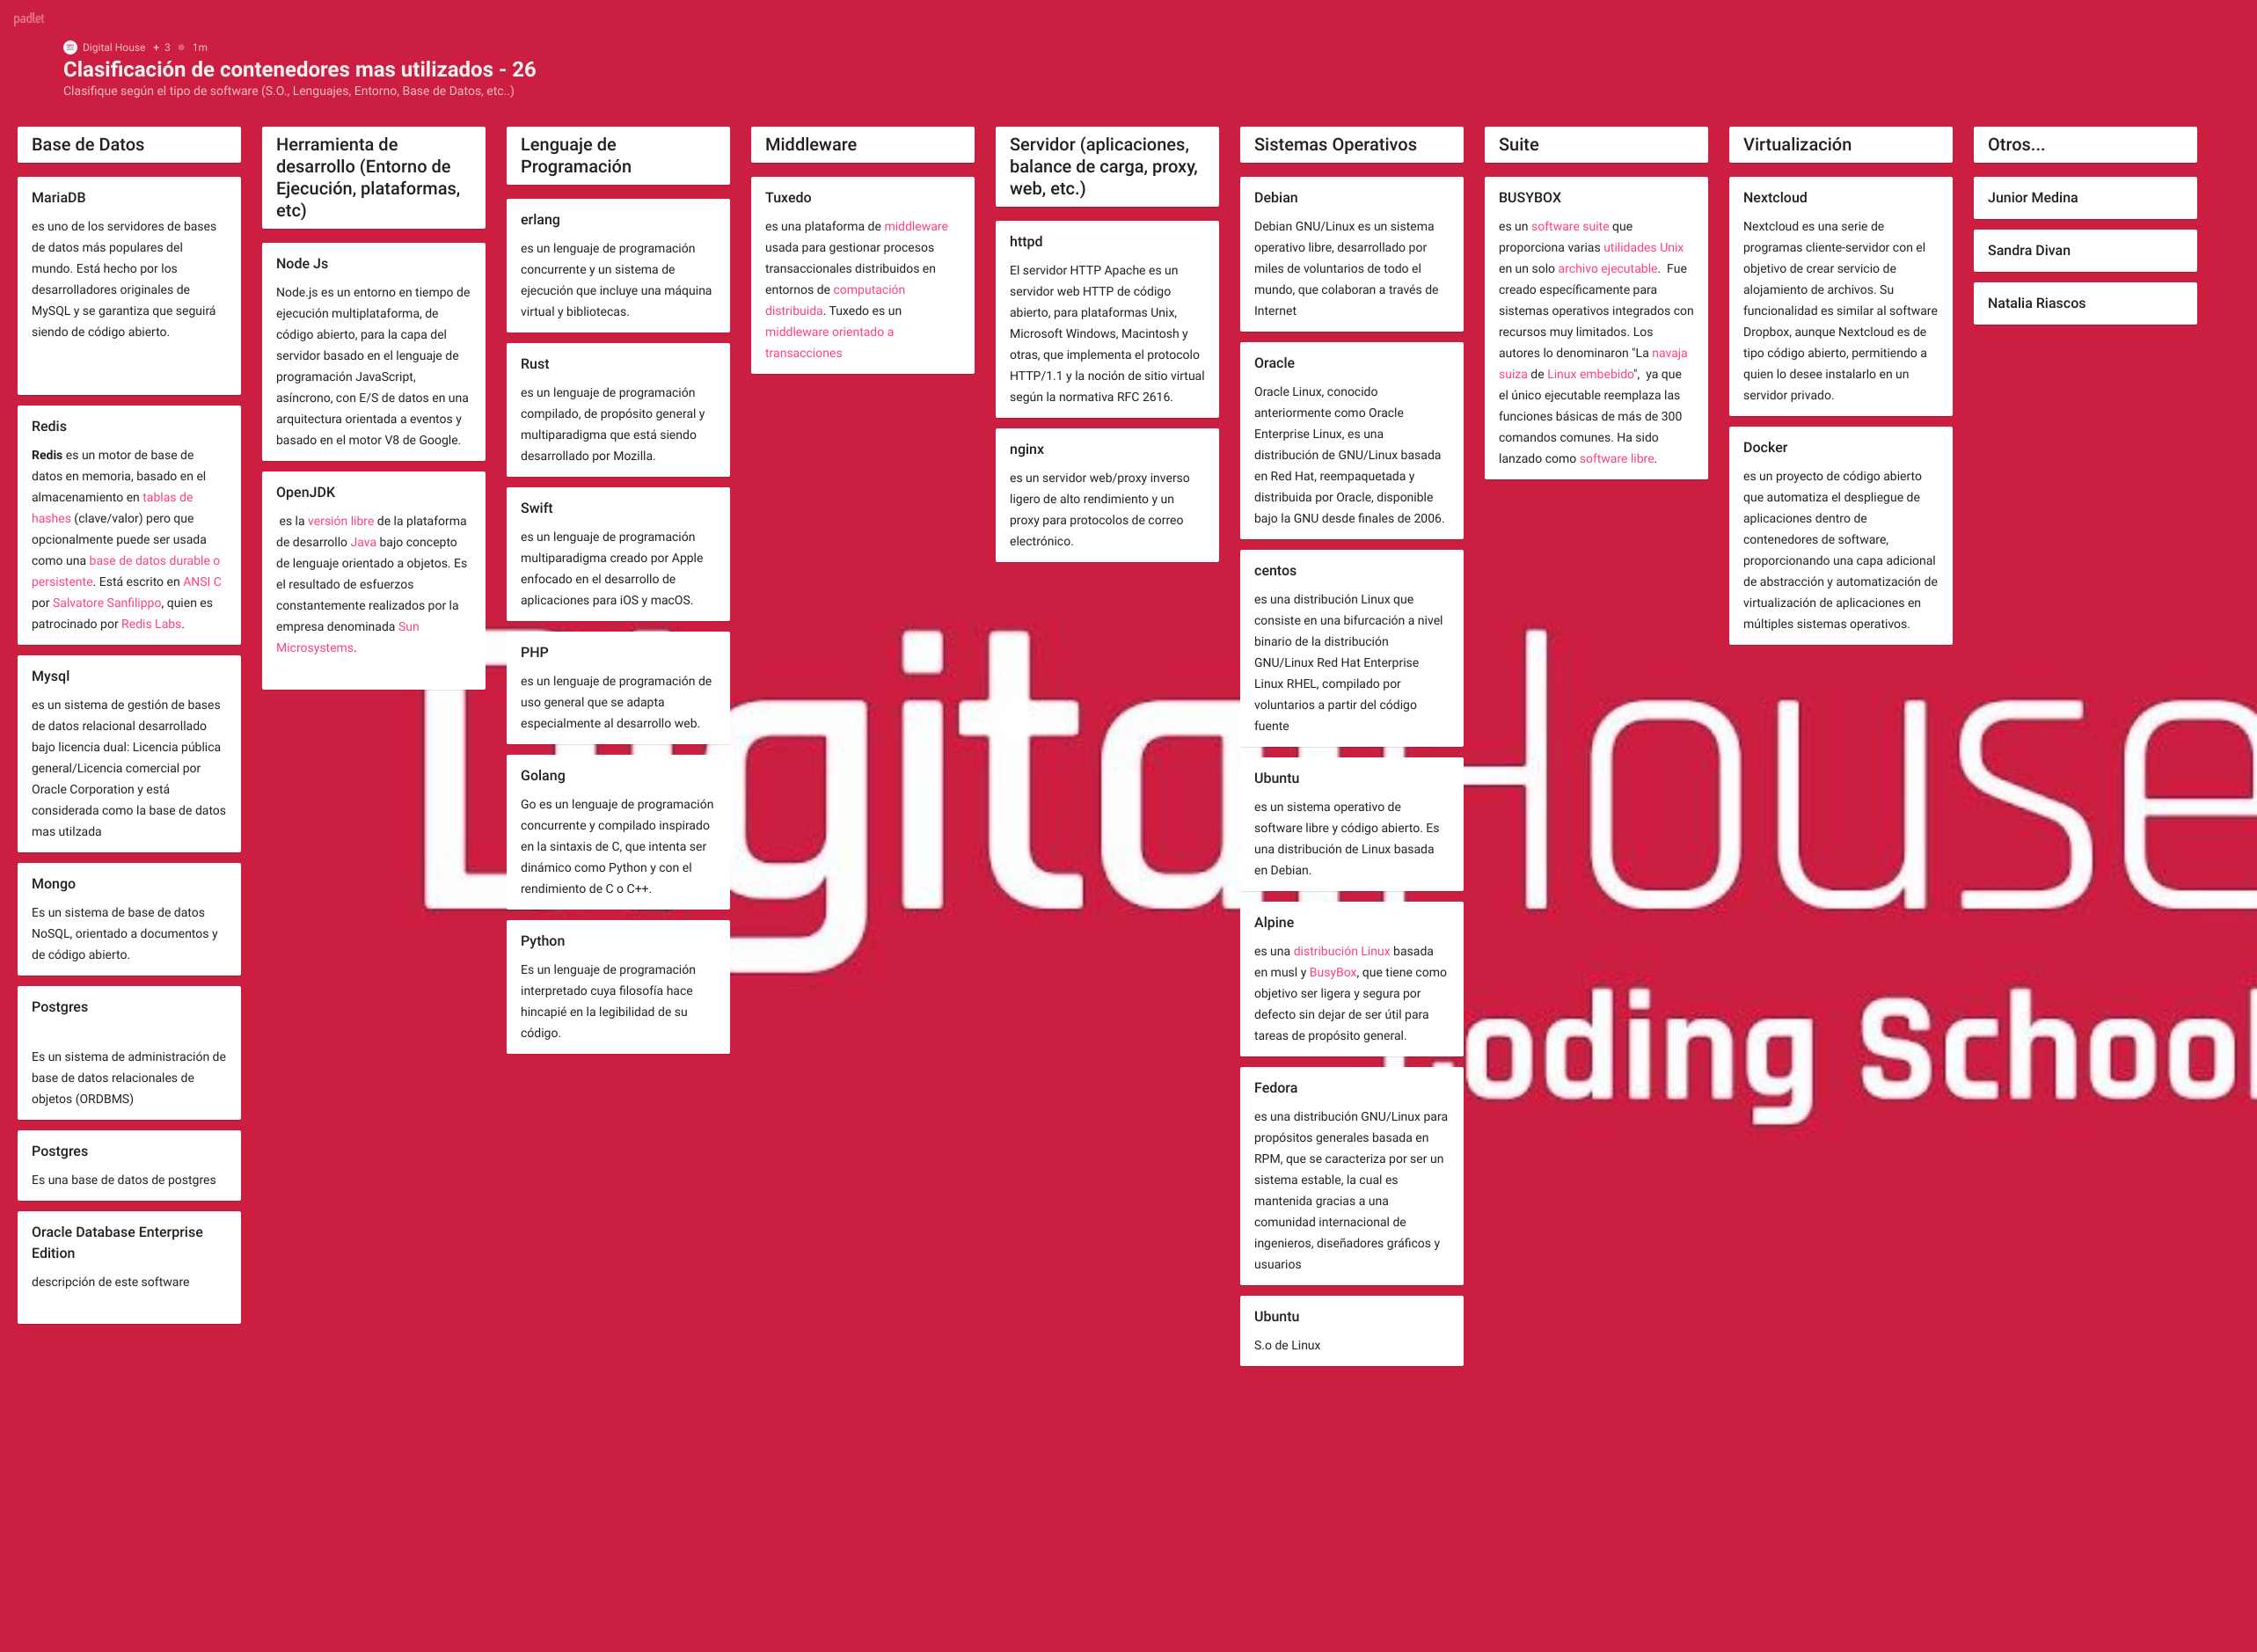 padlet
Digital House + 3 1m
Clasificación de contenedores mas utilizados - 26
Clasifique según el tipo de software (S.O., Lenguajes, Entorno, Base de Datos, etc..)
Base de Datos
MariaDB
es uno de los servidores de bases
de datos más populares del
mundo. Está hecho por los
desarrolladores originales de
MySQL y se garantiza que seguirá
siendo de código abierto.
Redis
Redis es un motor de base de
datos en memoria, basado en el
almacenamiento en tablas de
hashes (clave/valor) pero que
opcionalmente puede ser usada
como una base de datos durable o
persistente. Está escrito en ANSI C
por Salvatore Sanfilippo, quien es
patrocinado por Redis Labs.
Mysql
es un sistema de gestión de bases
de datos relacional desarrollado
bajo licencia dual: Licencia pública
general/Licencia comercial por
Oracle Corporation y está
considerada como la base de datos
mas utilzada
Mongo
Es un sistema de base de datos
NoSQL, orientado a documentos y
de código abierto.
Postgres
Es un sistema de administración de
base de datos relacionales de
objetos (ORDBMS)
Postgres
Es una base de datos de postgres
Oracle Database Enterprise
Edition
descripción de este software
Herramienta de
desarrollo (Entorno de
Ejecución, plataformas,
etc)
Node Js
Node.js es un entorno en tiempo de
ejecución multiplataforma, de
código abierto, para la capa del
servidor basado en el lenguaje de
programación JavaScript,
asíncrono, con E/S de datos en una
arquitectura orientada a eventos y
basado en el motor V8 de Google.
OpenJDK
es la versión libre de la plataforma
de desarrollo Java bajo concepto
de lenguaje orientado a objetos. Es
el resultado de esfuerzos
constantemente realizados por la
empresa denominada Sun
Microsystems.
Lenguaje de
Programación
erlang
es un lenguaje de programación
concurrente y un sistema de
ejecución que incluye una máquina
virtual y bibliotecas.
Rust
es un lenguaje de programación
compilado, de propósito general y
multiparadigma que está siendo
desarrollado por Mozilla.
Swift
es un lenguaje de programación
multiparadigma creado por Apple
enfocado en el desarrollo de
aplicaciones para iOS y macOS.
PHP
es un lenguaje de programación de
uso general que se adapta
especialmente al desarrollo web.
Golang
Go es un lenguaje de programación
concurrente y compilado inspirado
en la sintaxis de C, que intenta ser
dinámico como Python y con el
rendimiento de C o C++.
Python
Es un lenguaje de programación
interpretado cuya filosofía hace
hincapié en la legibilidad de su
código.
Middleware
Tuxedo
es una plataforma de middleware
usada para gestionar procesos
transaccionales distribuidos en
entornos de computación
distribuida. Tuxedo es un
middleware orientado a
transacciones
Servidor (aplicaciones,
balance de carga, proxy,
web, etc.)
httpd
El servidor HTTP Apache es un
servidor web HTTP de código
abierto, para plataformas Unix,
Microsoft Windows, Macintosh y
otras, que implementa el protocolo
HTTP/1.1 y la noción de sitio virtual
según la normativa RFC 2616.
nginx
es un servidor web/proxy inverso
ligero de alto rendimiento y un
proxy para protocolos de correo
electrónico.
Sistemas Operativos
Debian
Debian GNU/Linux es un sistema
operativo libre, desarrollado por
miles de voluntarios de todo el
mundo, que colaboran a través de
Internet
Oracle
Oracle Linux, conocido
anteriormente como Oracle
Enterprise Linux, es una
distribución de GNU/Linux basada
en Red Hat, reempaquetada y
distribuida por Oracle, disponible
bajo la GNU desde finales de 2006.
centos
es una distribución Linux que
consiste en una bifurcación a nivel
binario de la distribución
GNU/Linux Red Hat Enterprise
Linux RHEL, compilado por
voluntarios a partir del código
fuente
Ubuntu
es un sistema operativo de
software libre y código abierto. Es
una distribución de Linux basada
en Debian.
Alpine
es una distribución Linux basada
en musl y BusyBox, que tiene como
objetivo ser ligera y segura por
defecto sin dejar de ser útil para
tareas de propósito general.
Fedora
es una distribución GNU/Linux para
propósitos generales basada en
RPM, que se caracteriza por ser un
sistema estable, la cual es
mantenida gracias a una
comunidad internacional de
ingenieros, diseñadores gráficos y
usuarios
Ubuntu
S.o de Linux
Suite
BUSYBOX
es un software suite que
proporciona varias utilidades Unix
en un solo archivo ejecutable. Fue
creado específicamente para
sistemas operativos integrados con
recursos muy limitados. Los
autores lo denominaron "La navaja
suiza de Linux embebido", ya que
el único ejecutable reemplaza las
funciones básicas de más de 300
comandos comunes. Ha sido
lanzado como software libre.
Virtualización
Nextcloud
Nextcloud es una serie de
programas cliente-servidor con el
objetivo de crear servicio de
alojamiento de archivos. Su
funcionalidad es similar al software
Dropbox, aunque Nextcloud es de
tipo código abierto, permitiendo a
quien lo desee instalarlo en un
servidor privado.
Docker
es un proyecto de código abierto
que automatiza el despliegue de
aplicaciones dentro de
contenedores de software,
proporcionando una capa adicional
de abstracción y automatización de
virtualización de aplicaciones en
múltiples sistemas operativos.
Otros...
Junior Medina
Sandra Divan
Natalia Riascos
Digital House
Coding School